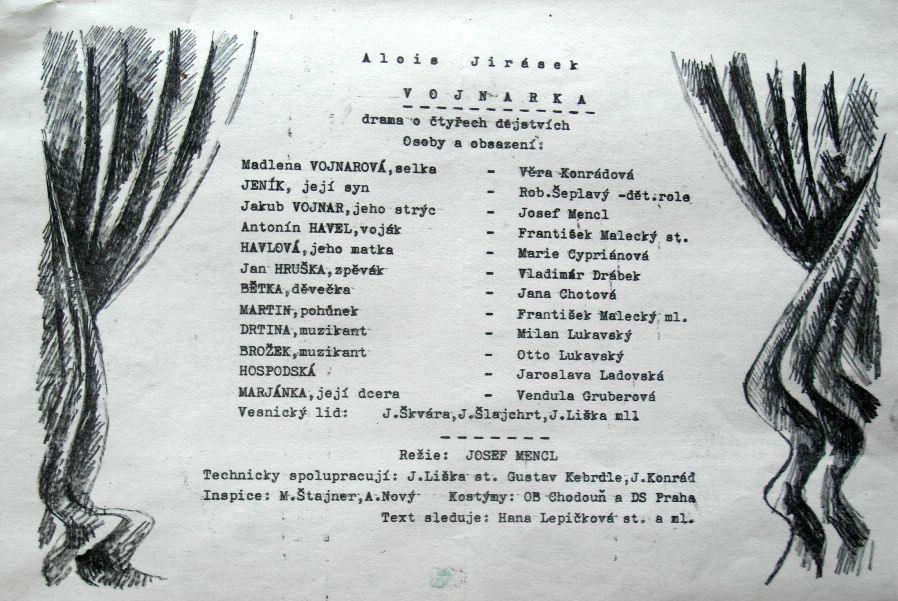 Alois Jirásek
VOJNARKA
drama o čtyřech dějstvích
Osoby a obsazení:
Madlena VOJNAROVÁ,selka - Věra Konrádová
JENÍK, její syn - Rob.Šeplavý -dět.role
Jakub VOJNAR,jeho strýc - Josef Mencl
Antonín HAVEL,voják - František Malecký st.
HAVLOVÁ,jeho matka - Marie Cypriánová
Jan HRUŠKA,zpěvák - Vladimár Drábek
BĚTKA,děvečka - Jana Chotová
MARTIN,pohůnek - František Malecký ml.
DRTINA,muzikant - Milan Lukavský
BROŽEK,muzikant - Otto Lukavský
HOSPODSKÁ - Jaroslava Ladovská
MARJÁNKA,její dcera - Vendula Gruberová
Vesnický lid: J.Škvára,J.Šlajchrt,J.Liška mll
Režie: JOSEF MENCL
Technicky spolupracují: J.Liška st. Gustav Kebrdle,J.Konrád
Inspice: M.Štajner,A.Nový Kostýmy: OB Chodouň a DS Praha
Text sleduje: Hana Lepičková st. a ml.